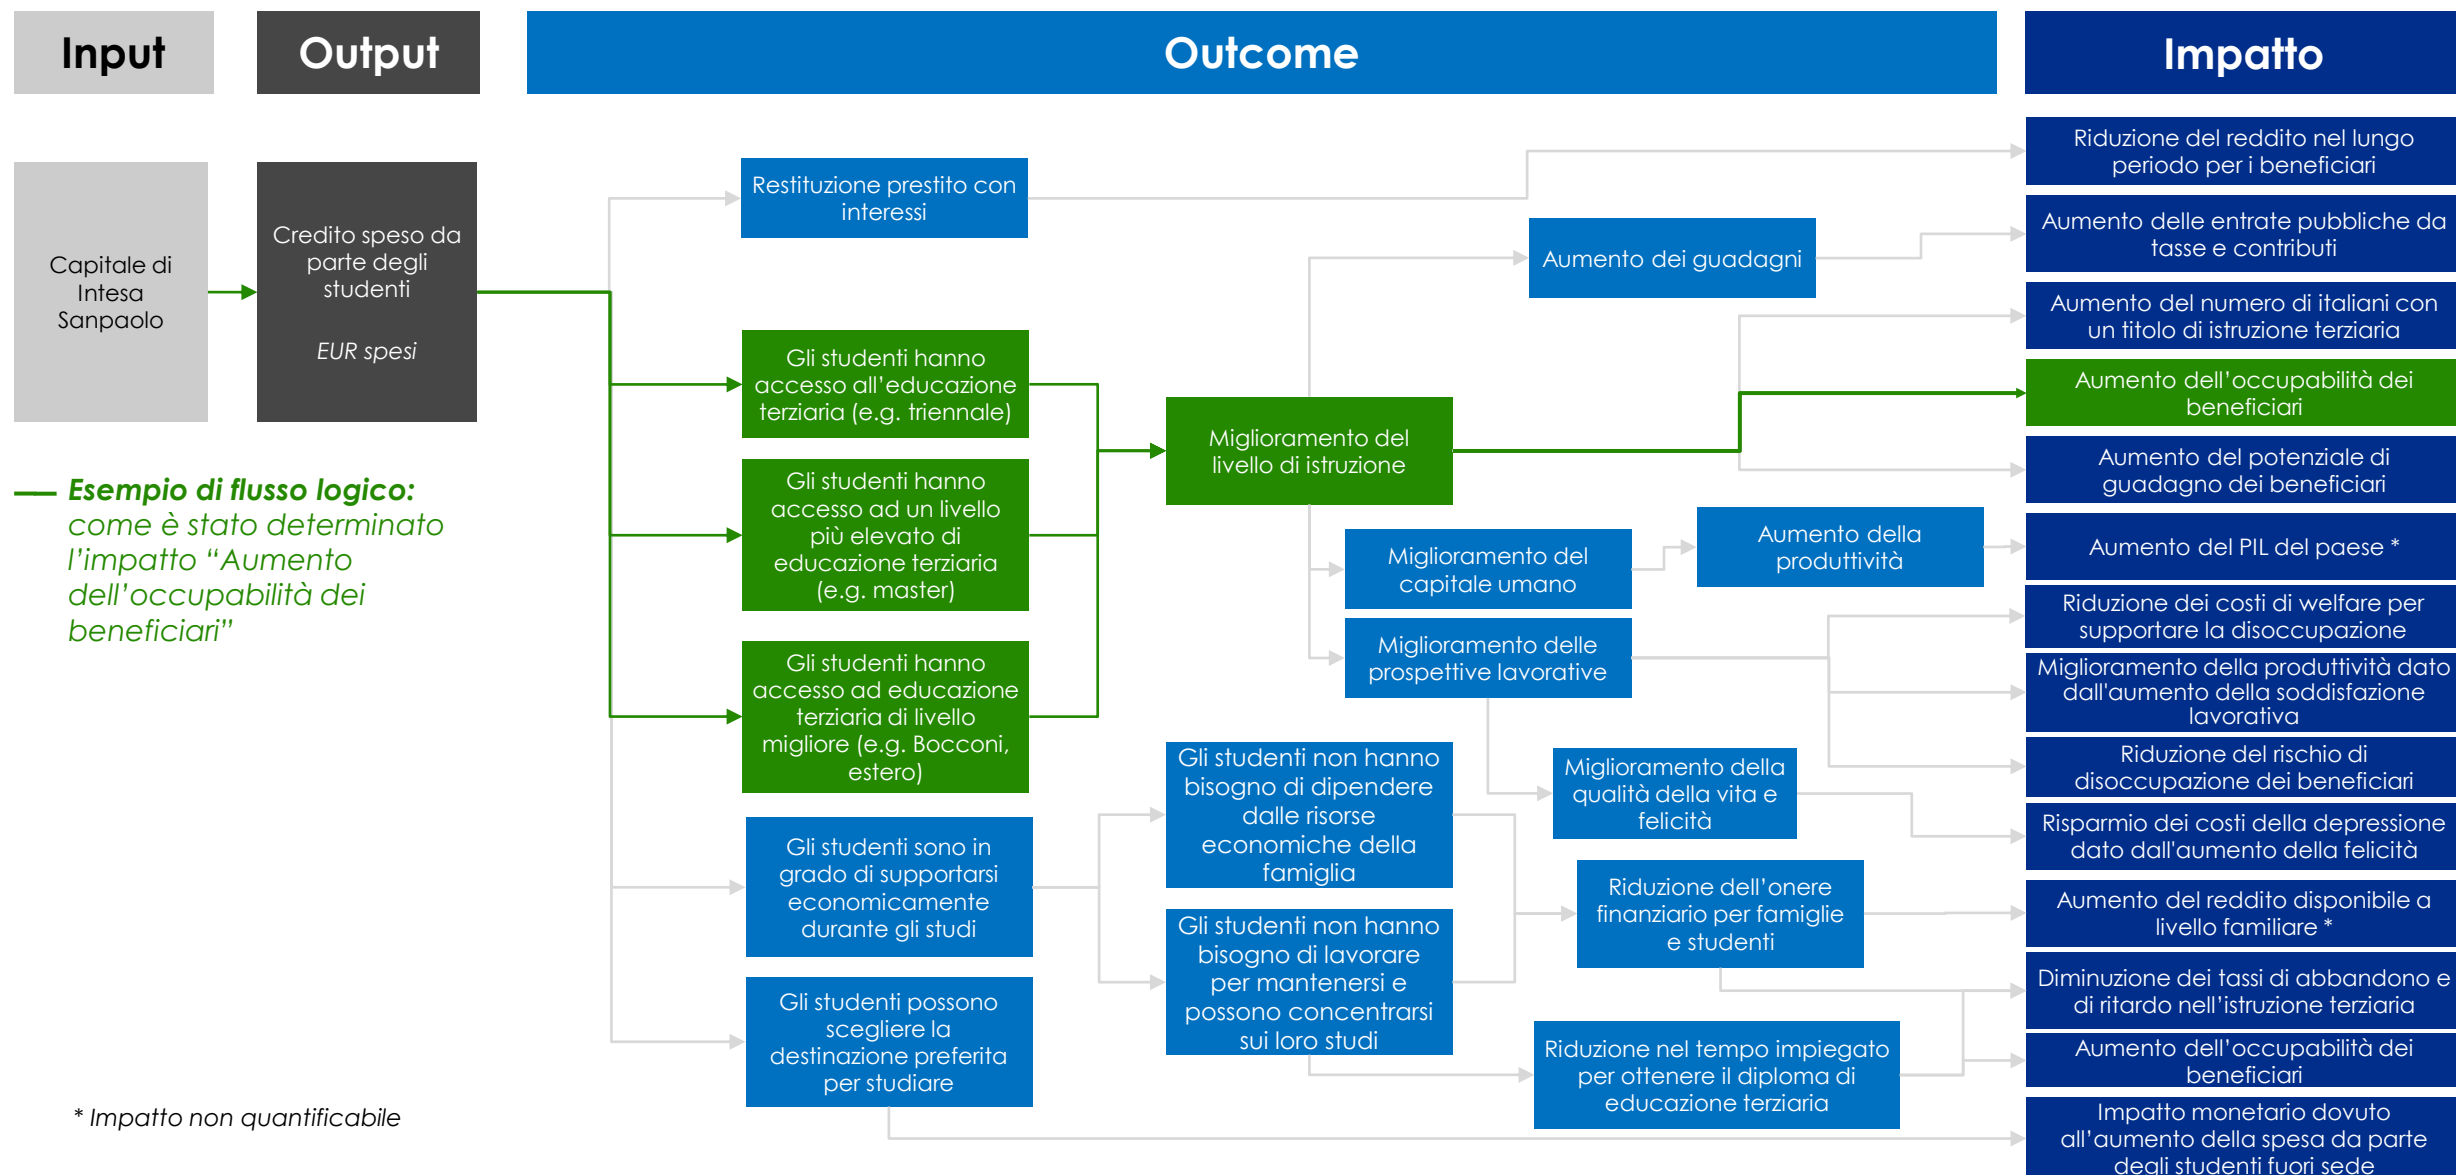 Input
Output
Outcome
Impatto
Capitale di
Intesa
Sanpaolo
Credito speso da
parte degli
studenti
EUR spesi
Esempio di flusso logico:
come è stato determinato
l'impatto “Aumento
dell'occupabilità dei
beneficiari”
* Impatto non quantificabile
Restituzione prestito con
interessi
Gli studenti hanno
accesso all'educazione
terziaria (e.g. triennale)
Gli studenti hanno
accesso ad un livello
più elevato di
educazione terziaria
(e.g. master)
Gli studenti hanno
accesso ad educazione
terziaria di livello
migliore (e.g. Bocconi,
estero)
Gli studenti sono in
grado di supportarsi
economicamente
durante gli studi
Gli studenti possono
scegliere la
destinazione preferita
per studiare
Miglioramento del
livello di istruzione
Gli studenti non hanno
bisogno di dipendere
dalle risorse
economiche della
famiglia
Gli studenti non hanno
bisogno di lavorare
per mantenersi e
possono concentrarsi
sui loro studi
Aumento dei guadagni
Miglioramento del
capitale umano
Aumento della
produttività
Miglioramento delle
prospettive lavorative
Miglioramento della
qualità della vita e
felicità
Riduzione dell'onere
finanziario per famiglie
e studenti
Riduzione nel tempo impiegato
per ottenere il diploma di
educazione terziaria
Riduzione del reddito nel lungo
periodo per i beneficiari
Aumento delle entrate pubbliche da
tasse e contributi
Aumento del numero di italiani con
un titolo di istruzione terziaria
Aumento dell'occupabilità dei
beneficiari
Aumento del potenziale di
guadagno dei beneficiari
Aumento del PIL del paese *
Riduzione dei costi di welfare per
supportare la disoccupazione
Miglioramento della produttività dato
dall'aumento della soddisfazione
lavorativa
Riduzione del rischio di
disoccupazione dei beneficiari
Risparmio dei costi della depressione
dato dall'aumento della felicità
Aumento del reddito disponibile a
livello familiare *
Diminuzione dei tassi di abbandono e
di ritardo nell'istruzione terziaria
Aumento dell'occupabilità dei
beneficiari
Impatto monetario dovuto
all'aumento della spesa da parte
degli studenti fuori sede